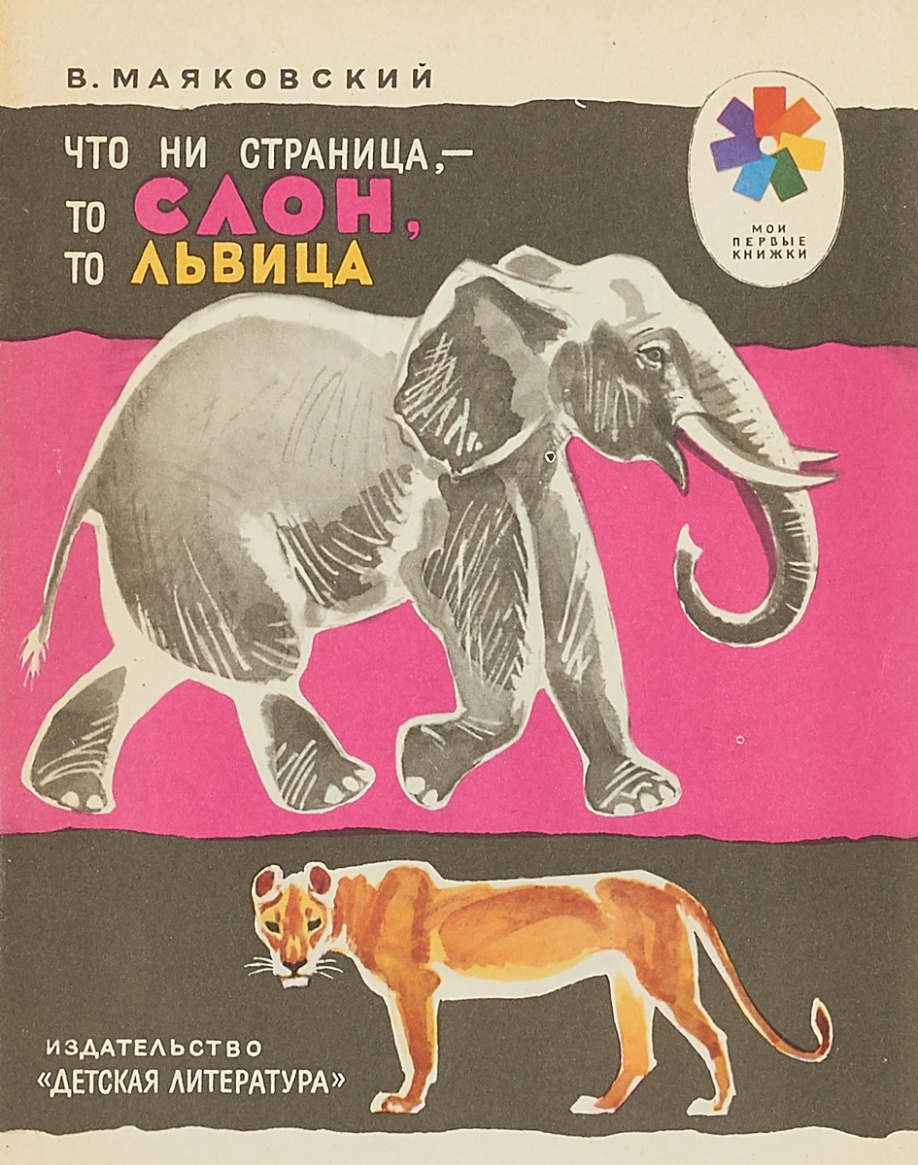 В. МАЯКОВСКИЙ
ЧТО НИ СТРАНИЦА,—
ТО СЛОН,
ТО ЛЬВИЦА
МОИ
ПЕРВЫЕ
КНИЖКИ
ИЗДАТЕЛЬСТВО
«ДЕТСКАЯ ЛИТЕРАТУРА»